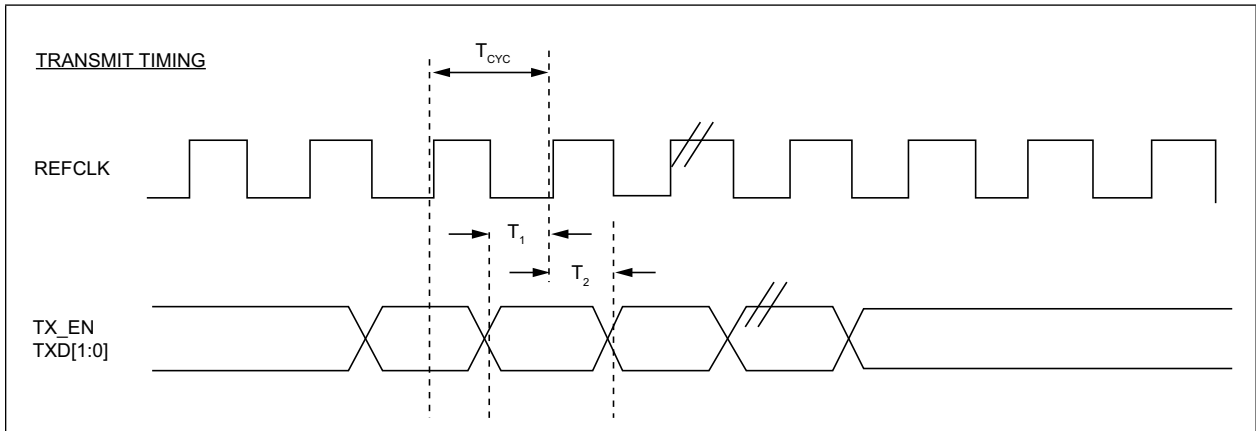 TRANSMIT TIMING
TCYC
REFCLK
T1
T2
TX_EN
TXD[1:0]